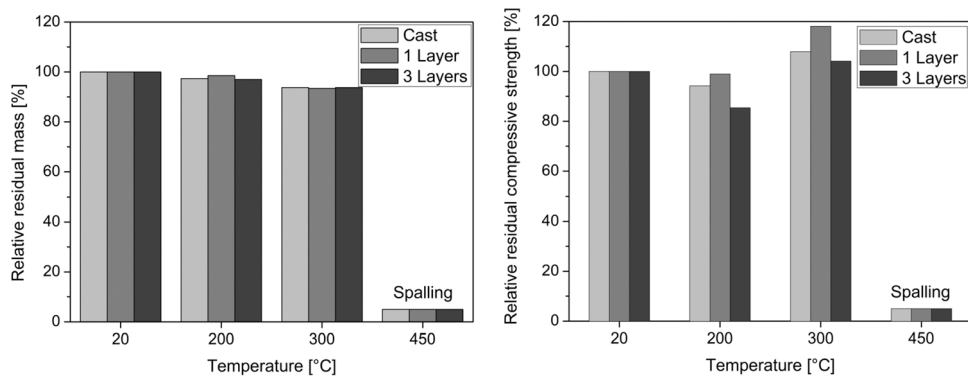 Relative residual mass [%]
120
100
80
60
40
20
0
Cast
1 Layer
3 Layers
Spalling
20 200 300 450
Temperature [°C]
Relative residual compressive strength [%]
120
100
80
60
40
20
0
Cast
1 Layer
3 Layers
Spalling
20 200 300 450
Temperature [°C]